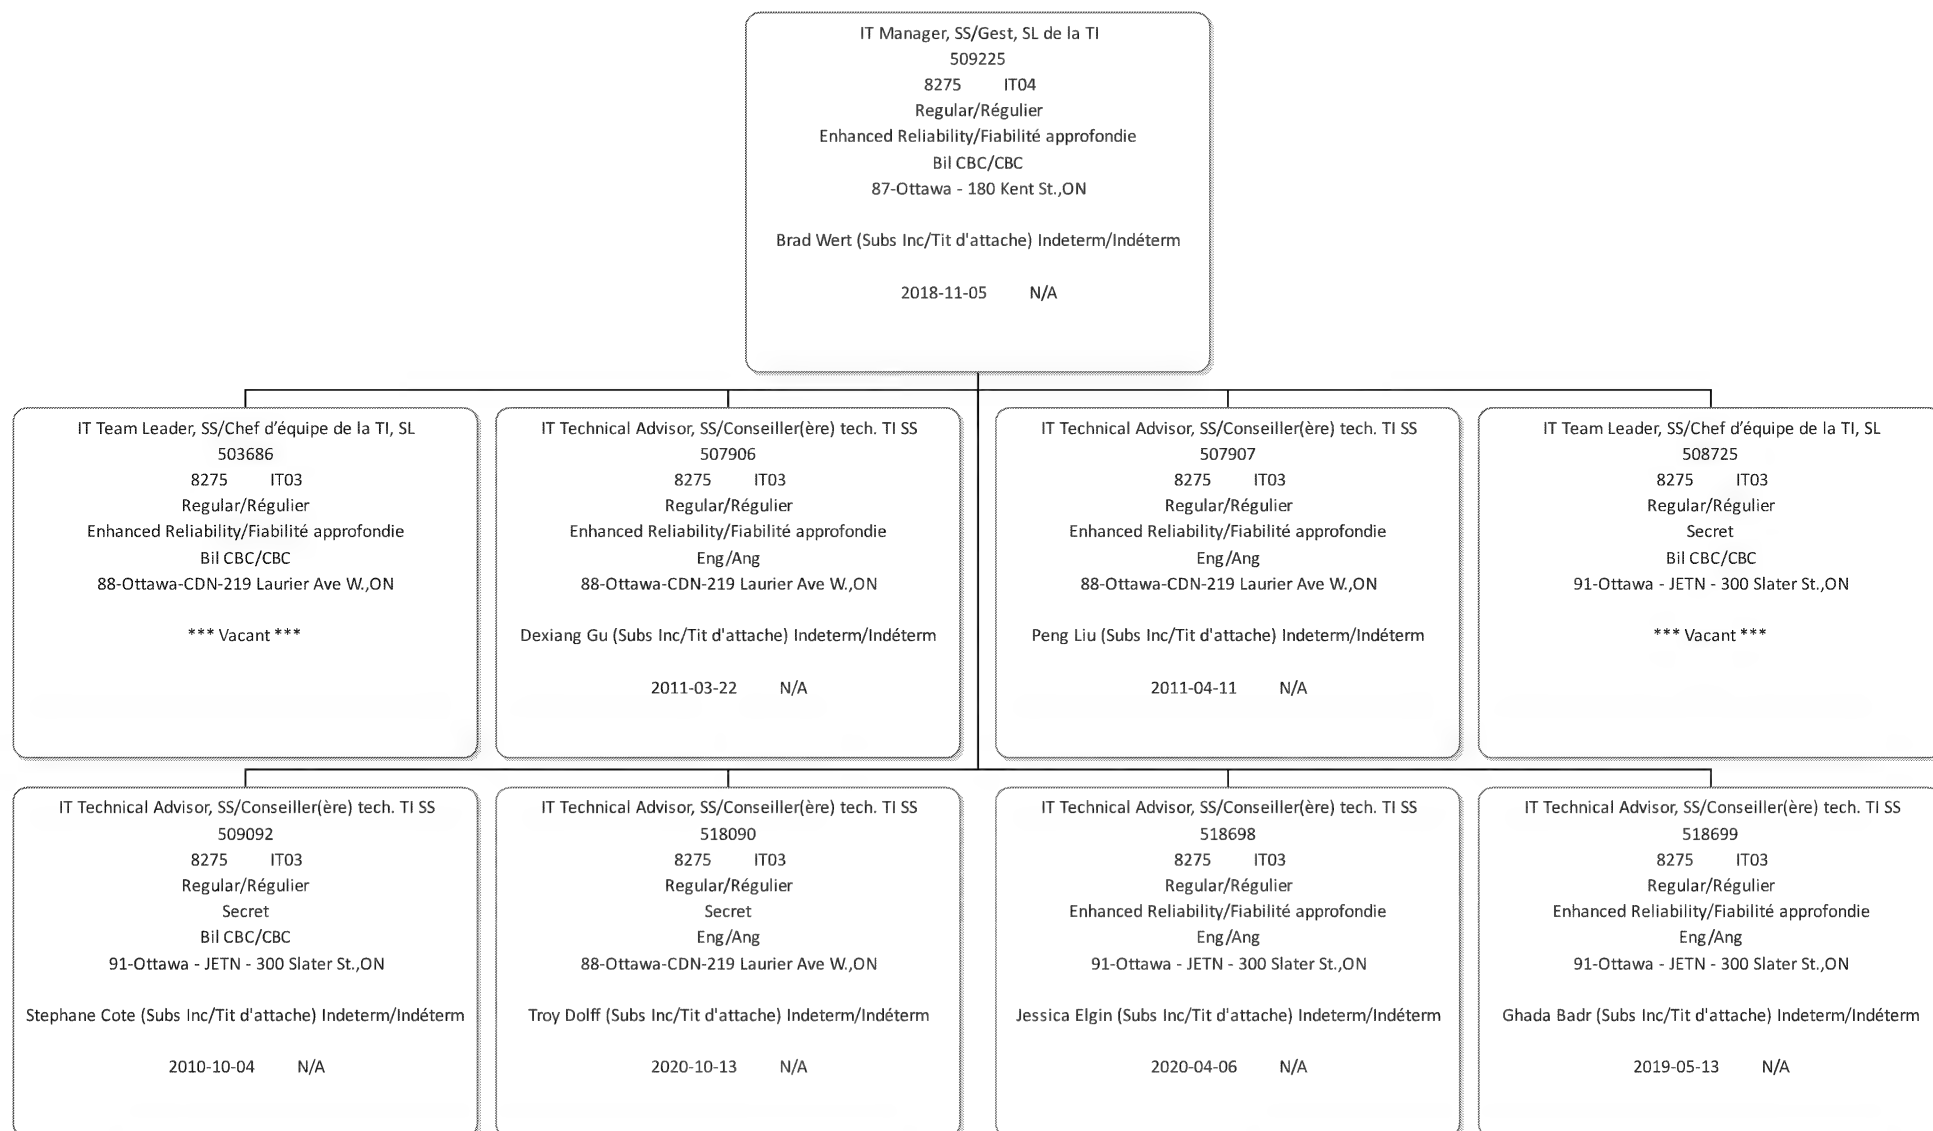 IT Manager, SS/Gest, SL de la TI
509225
8275 IT04
Regular/Régulier
Enhanced Reliability/Fiabilité approfondie
Bil CBC/CBC
87-Ottawa - 180 Kent St.,ON
Brad Wert (Subs Inc/Tit d'attache) Indeterm/Indéterm
2018-11-05 N/A
IT Team Leader, SS/Chef d’équipe de la TI, SL
503686
8275 IT03
Regular/Régulier
Enhanced Reliability/Fiabilité approfondie
Bil CBC/CBC
88-Ottawa-CDN-219 Laurier Ave W.,ON
*** Vacant ***
IT Technical Advisor, SS/Conseiller(ère) tech. TI SS
507906
8275 IT03
Regular/Régulier
Enhanced Reliability/Fiabilité approfondie
Eng/Ang
88-Ottawa-CDN-219 Laurier Ave W.,ON
Dexiang Gu (Subs Inc/Tit d'attache) Indeterm/Indéterm
2011-03-22 N/A
IT Technical Advisor, SS/Conseiller(ère) tech. TI SS
507907
8275 IT03
Regular/Régulier
Enhanced Reliability/Fiabilité approfondie
Eng/Ang
88-Ottawa-CDN-219 Laurier Ave W.,ON
Peng Liu (Subs Inc/Tit d'attache) Indeterm/Indéterm
2011-04-11 N/A
IT Team Leader, SS/Chef d’équipe de la TI, SL
508725
8275 IT03
Regular/Régulier
Secret
Bil CBC/CBC
91-Ottawa - JETN - 300 Slater St.,ON
*** Vacant ***
IT Technical Advisor, SS/Conseiller(ère) tech. TI SS
509092
8275 IT03
Regular/Régulier
Secret
Bil CBC/CBC
91-Ottawa - JETN - 300 Slater St.,ON
Stephane Cote (Subs Inc/Tit d'attache) Indeterm/Indéterm
2010-10-04 N/A
IT Technical Advisor, SS/Conseiller(ère) tech. TI SS
518090
8275 IT03
Regular/Régulier
Secret
Eng/Ang
88-Ottawa-CDN-219 Laurier Ave W.,ON
Troy Dolff (Subs Inc/Tit d'attache) Indeterm/Indéterm
2020-10-13 N/A
IT Technical Advisor, SS/Conseiller(ère) tech. TI SS
518698
8275 IT03
Regular/Régulier
Enhanced Reliability/Fiabilité approfondie
Eng/Ang
91-Ottawa - JETN - 300 Slater St.,ON
Jessica Elgin (Subs Inc/Tit d'attache) Indeterm/Indéterm
2020-04-06 N/A
IT Technical Advisor, SS/Conseiller(ère) tech. TI SS
518699
8275 IT03
Regular/Régulier
Enhanced Reliability/Fiabilité approfondie
Eng/Ang
91-Ottawa - JETN - 300 Slater St.,ON
Ghada Badr (Subs Inc/Tit d'attache) Indeterm/Indéterm
2019-05-13 N/A